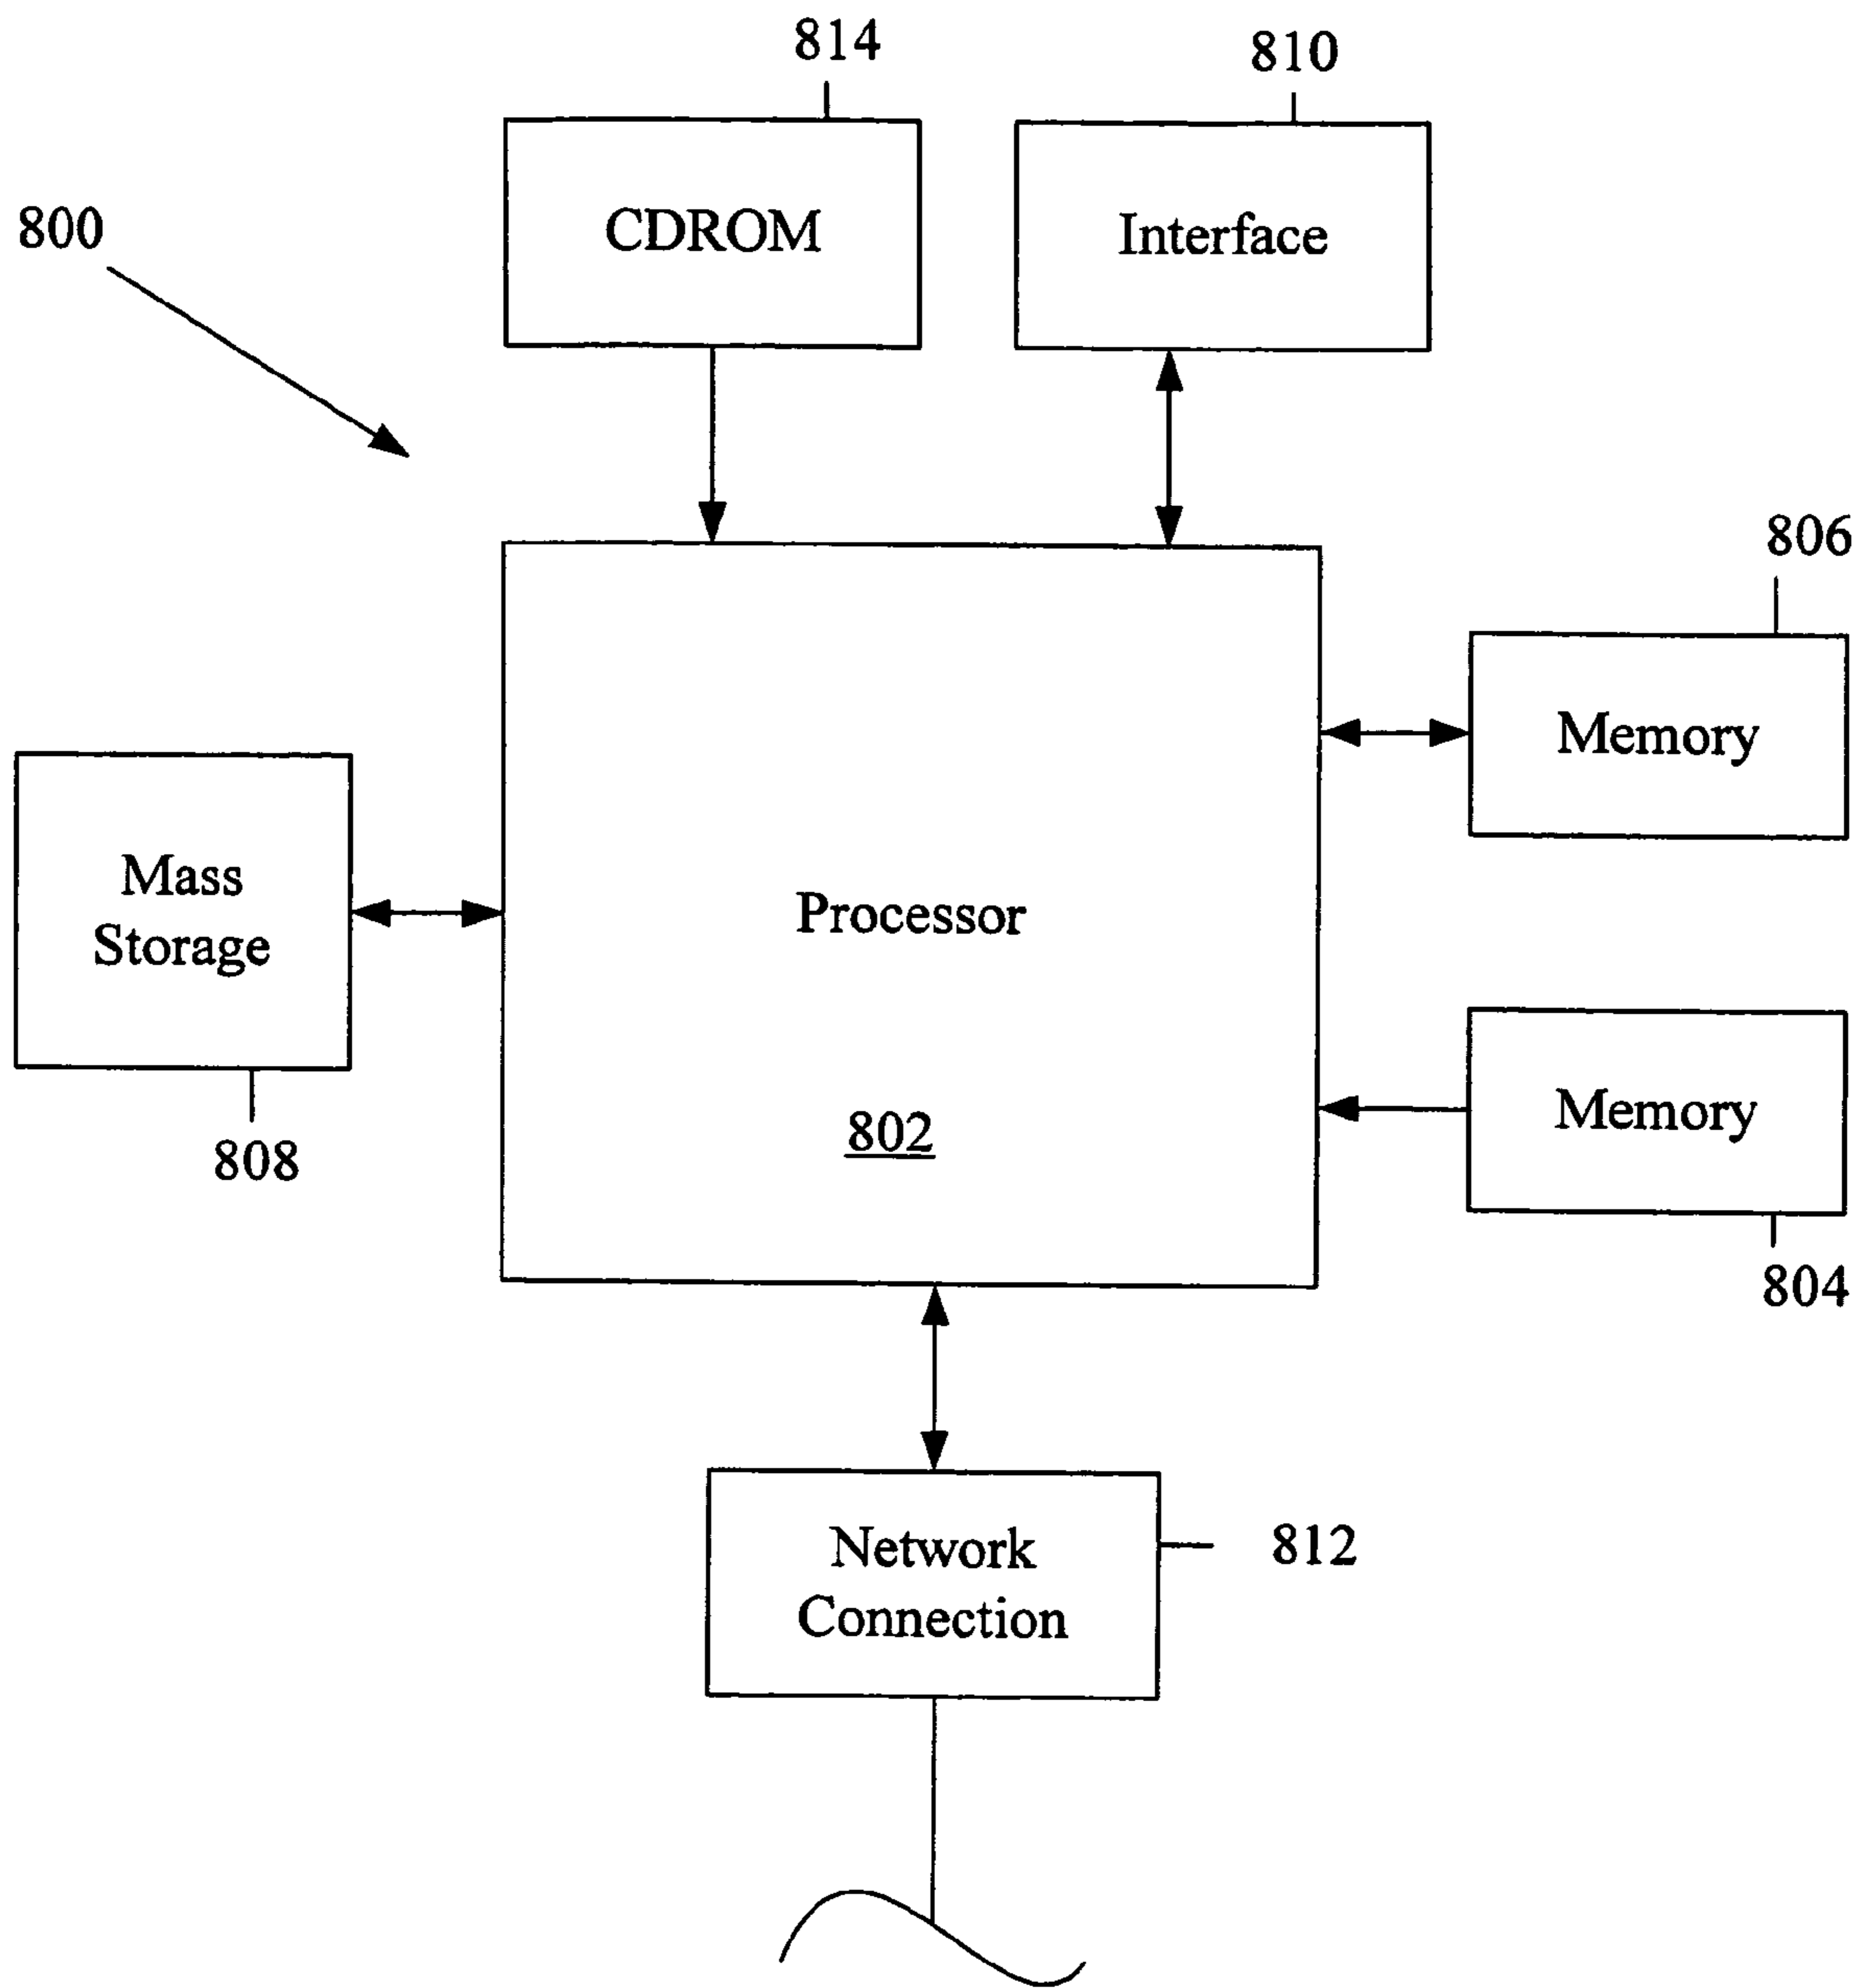 814
810
800
CDROM
Interface
806
Memory
Mass
Storage
Processor
808
802
Memory
804
Network
Connection
812